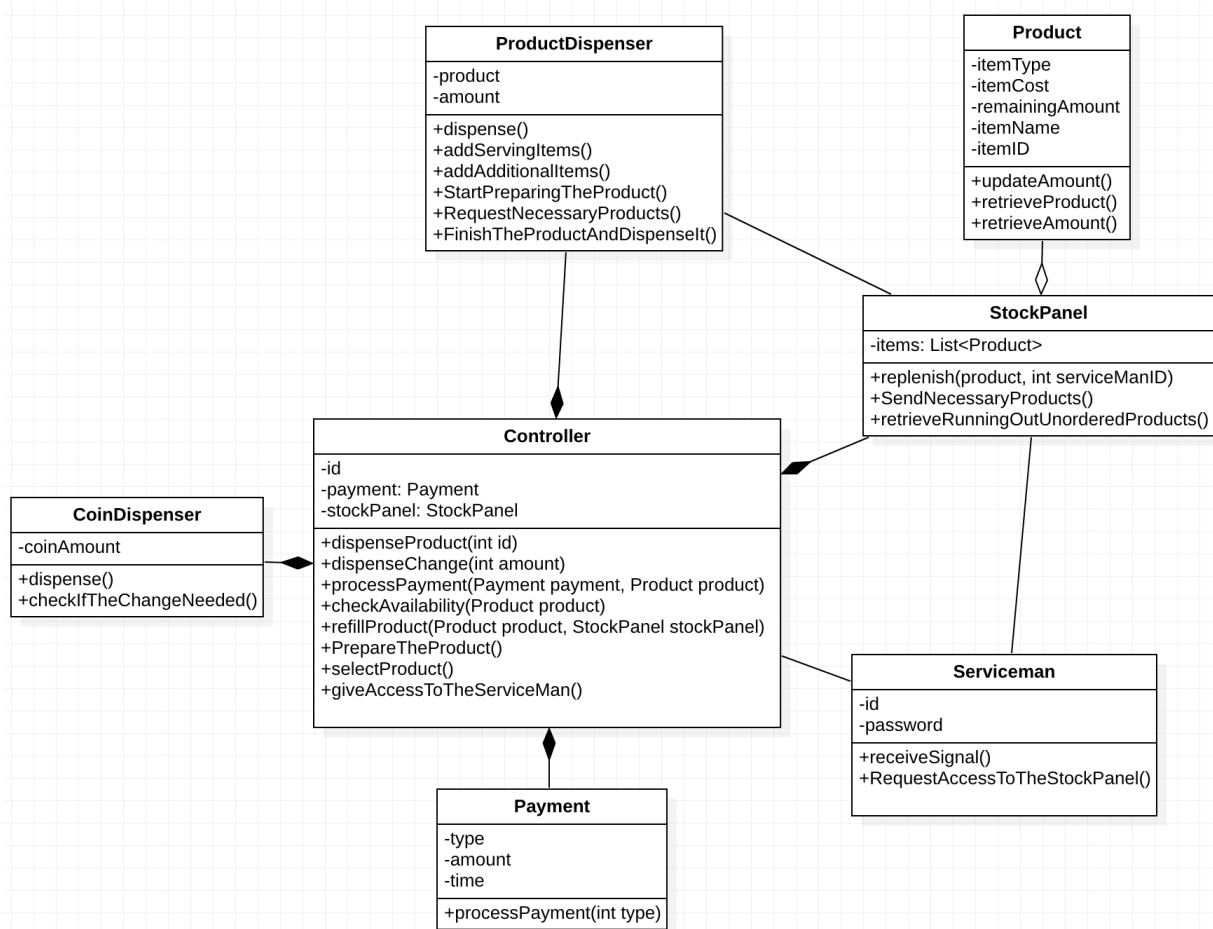 ProductDispenser
-product
-amount
+dispense()
+addServingItems()
+addAdditionalItems()
+StartPreparingTheProduct()
+RequestNecessaryProducts()
+FinishTheProductAndDispenseIt()
Product
-itemType
-itemCost
-remainingAmount
-itemName
-itemID
+updateAmount()
+retrieveProduct()
+retrieveAmount()
StockPanel
-items: List<Product>
+replenish(product, int serviceManID)
+SendNecessaryProducts()
+retrieveRunningOutUnorderedProducts()
Controller
-id
-payment: Payment
-stockPanel: StockPanel
+dispenseProduct(int id)
+dispenseChange(int amount)
+processPayment(Payment payment, Product product)
+checkAvailability(Product product)
+refillProduct(Product product, StockPanel stockPanel)
+PrepareTheProduct()
+selectProduct()
+giveAccessToTheServiceMan()
CoinDispenser
-coinAmount
+dispense()
+checkIfTheChangeNeeded()
Serviceman
-id
-password
+receiveSignal()
+RequestAccessToTheStockPanel()
Payment
-type
-amount
-time
+processPayment(int type)